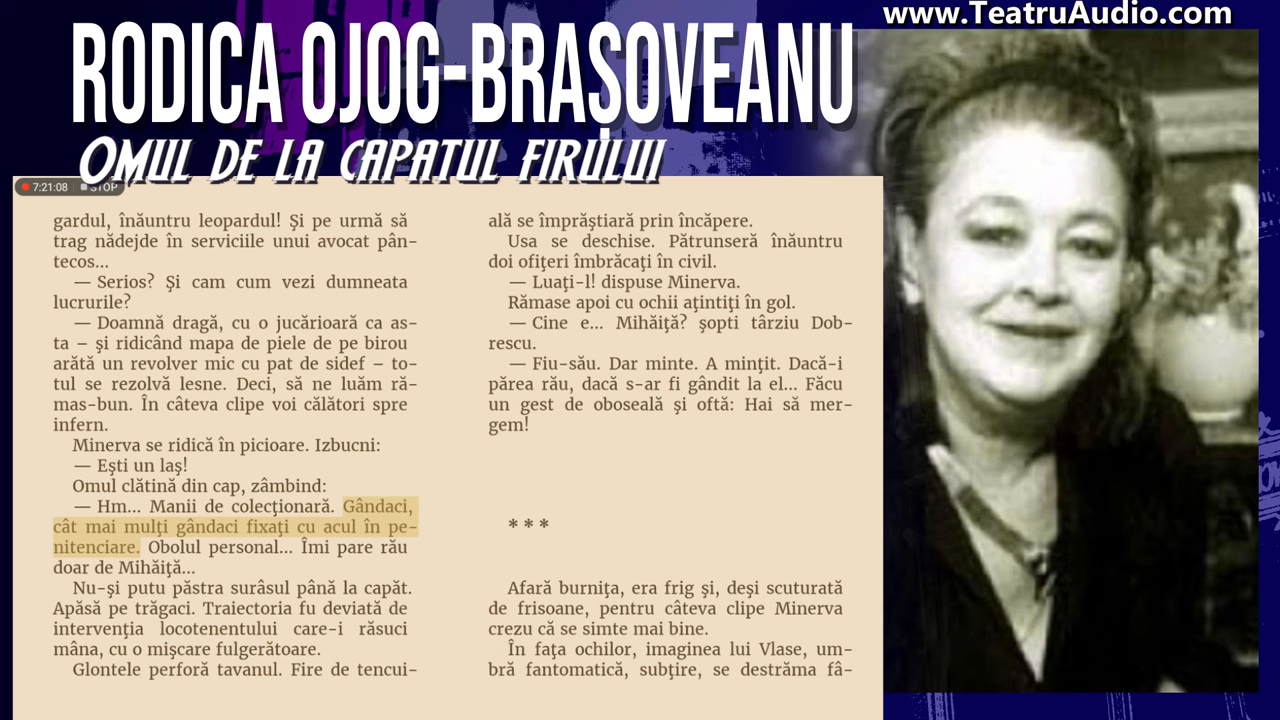 www.TeatruAudio.com
RODICA OJOG-BRAȘOVEANU
OMUL DE LA CAPATUL FIRULUI
7:21:08 STOP
gardul, înăuntru leopardul! Şi pe urmă să
trag nădejde în serviciile unui avocat pân-
tecos...
— Serios? Şi cam cum vezi dumneata
lucrurile?
— Doamnă dragă, cu o jucărioară ca as-
ta – şi ridicând mapa de piele de pe birou
arătă un revolver mic cu pat de sidef – to-
tul se rezolvă lesne. Deci, să ne luăm ră-
mas-bun. În câteva clipe voi călători spre
infern.
Minerva se ridică în picioare. Izbucni:
— Eşti un laş!
Omul clătină din cap, zâmbind:
— Hm... Manii de colecţionară. Gândaci,
cât mai mulţi gândaci fixaţi cu acul în pe-
nitenciare. Obolul personal... Îmi pare rău
doar de Mihăiţă...
Nu-şi putu păstra surâsul până la capăt.
Apăsă pe trăgaci. Traiectoria fu deviată de
intervenţia locotenentului care-i răsuci
mâna, cu o mişcare fulgerătoare.
Glontele perforă tavanul. Fire de tencui-
ală se împrăştiară prin încăpere.
Usa se deschise. Pătrunseră înăuntru
doi ofiţeri îmbrăcaţi în civil.
— Luaţi-l! dispuse Minerva.
Rămase apoi cu ochii aţintiţi în gol.
— Cine e... Mihăiţă? şopti târziu Dob-
rescu.
— Fiu-său. Dar minte. A minţit. Dacă-i
părea rău, dacă s-ar fi gândit la el... Făcu
un gest de oboseală şi oftă: Hai să mer-
gem!
* * *
Afară burniţa, era frig şi, deşi scuturată
de frisoane, pentru câteva clipe Minerva
crezu că se simte mai bine.
În faţa ochilor, imaginea lui Vlase, um-
bră fantomatică, subţire, se destrăma fâ-